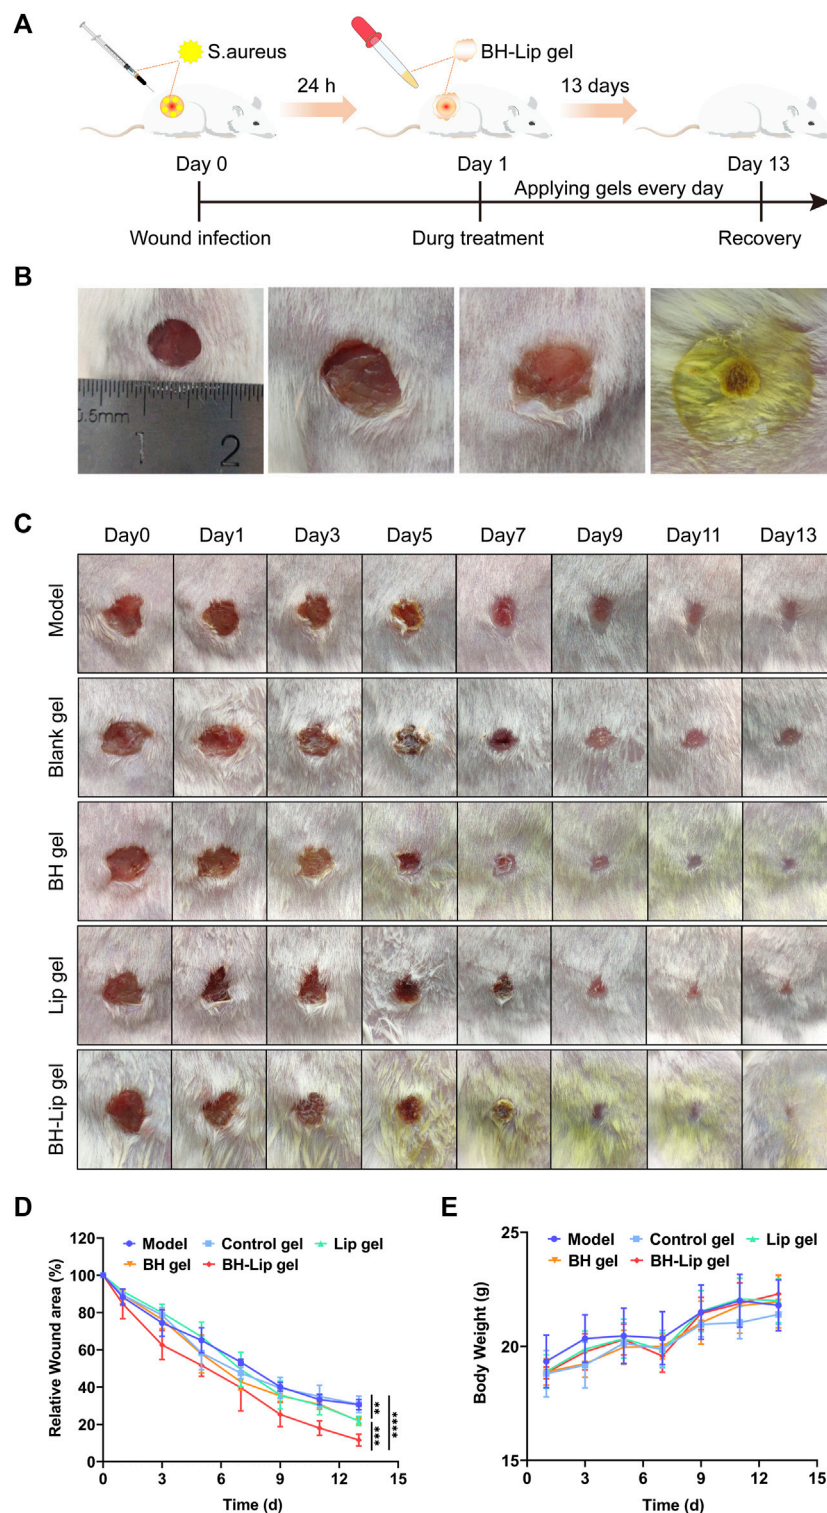 A
S.aureus
BH-Lip gel
24 h
13 days
Day 0
Day 1
Day 13
Applying gels every day
Wound infection
Durg treatment
Recovery
B
0.5mm
1
2
C
Day0 Day1 Day3 Day5 Day7 Day9 Day11 Day13
Model
Blank gel
BH gel
Lip gel
BH-Lip gel
D
120
100
80
60
40
20
0
Relative Wound area (%)
Model Control gel Lip gel
BH gel BH-Lip gel
**
***
****
0 3 6 9 12 15
Time (d)
E
25
20
15
Body Weight (g)
Model Control gel Lip gel
BH gel BH-Lip gel
0 3 6 9 12 15
Time (d)